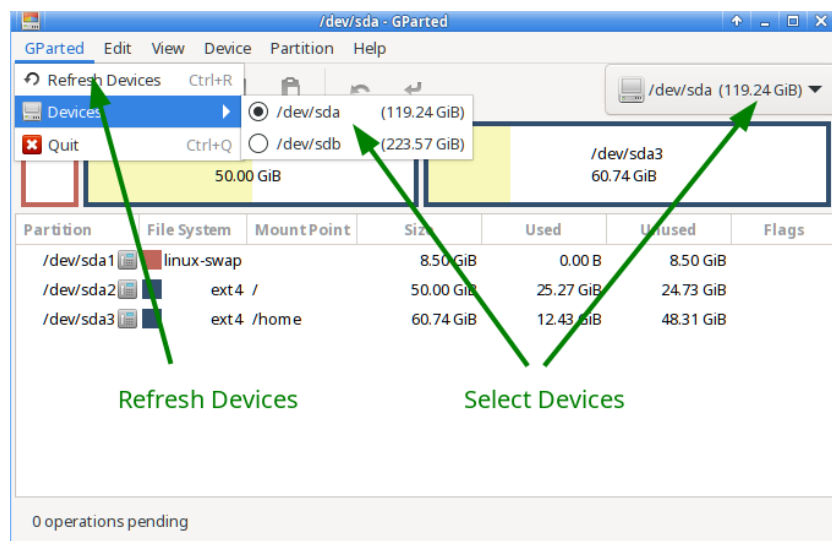 /dev/sda - GParted
GParted Edit View Device Partition Help
Refresh Devices Ctrl+R
/dev/sda (119.24 GiB)
Devices
/dev/sda (119.24 GiB)
Quit Ctrl+Q
/dev/sdb (223.57 GiB)
50.00 GiB
/dev/sda3
60.74 GiB
Partition File System Mount Point Size Used Unused Flags
/dev/sda1 linux-swap 8.50 GiB 0.00 B 8.50 GiB
/dev/sda2 ext4 / 50.00 GiB 25.27 GiB 24.73 GiB
/dev/sda3 ext4 /home 60.74 GiB 12.43 GiB 48.31 GiB
Refresh Devices
Select Devices
0 operations pending